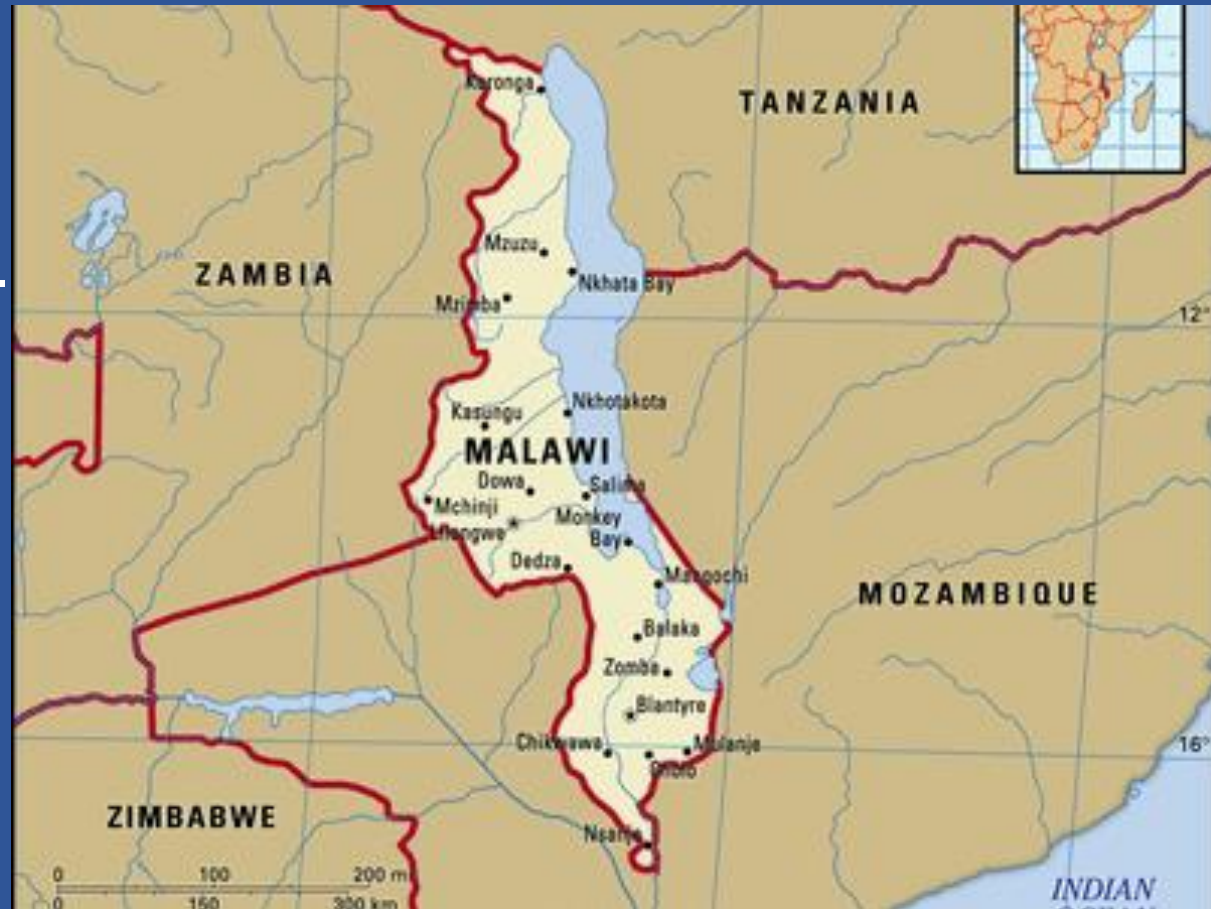 Karonga
TANZANIA
Mzuzu
ZAMBIA
Nkhata Bay
Mzimba
12°
Nkhotakota
Kasungu
MALAWI
Dowa
Salima
Mchinji
Monkey
Lilongwe
Bay
Dedza
Mangochi
MOZAMBIQUE
Balaka
Zomba
Blantyre
Chikwawa
Mulanje
16°
ZIMBABWE
Nsanje
0 100 200 mi
0 150 300 km
INDIAN